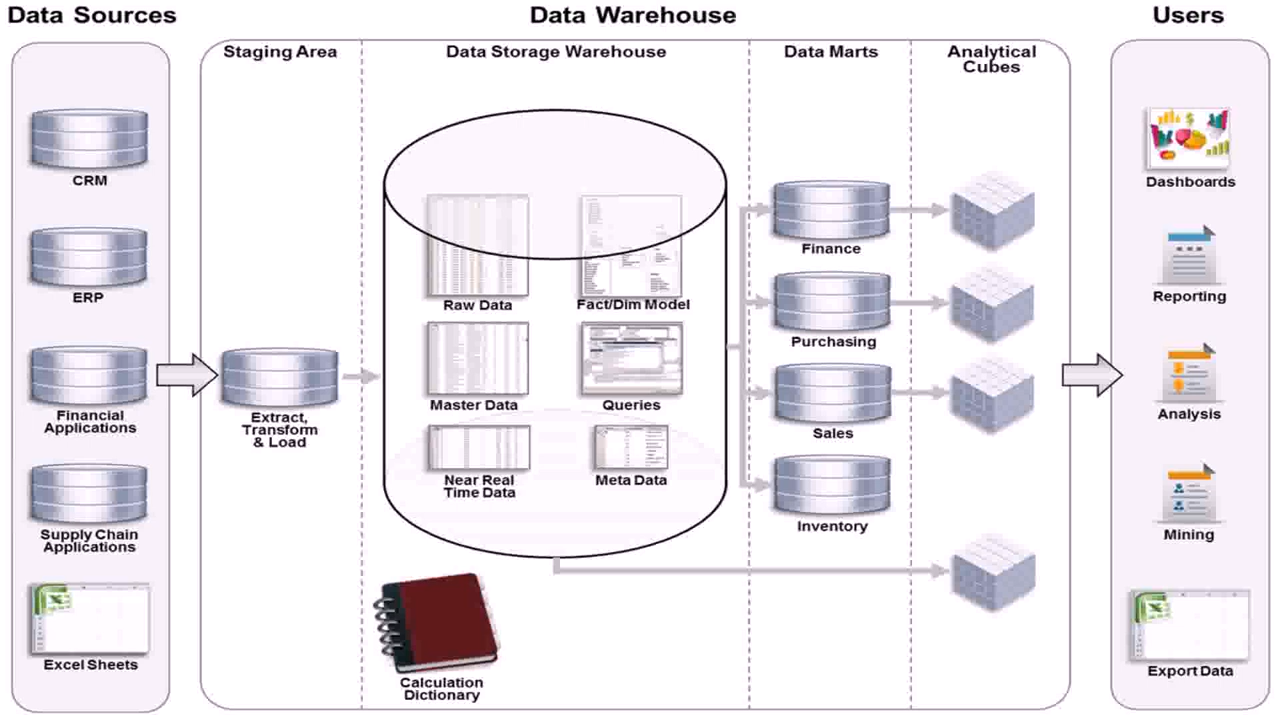 Data Sources
Data Warehouse
Users
Staging Area
Data Storage Warehouse
Data Marts
Analytical
Cubes
CRM
ERP
Financial
Applications
Supply Chain
Applications
Excel Sheets
Extract,
Transform
& Load
Raw Data
Fact/Dim Model
Master Data
Queries
Near Real
Time Data
Meta Data
Calculation
Dictionary
Finance
Purchasing
Sales
Inventory
Dashboards
Reporting
Analysis
Mining
Export Data